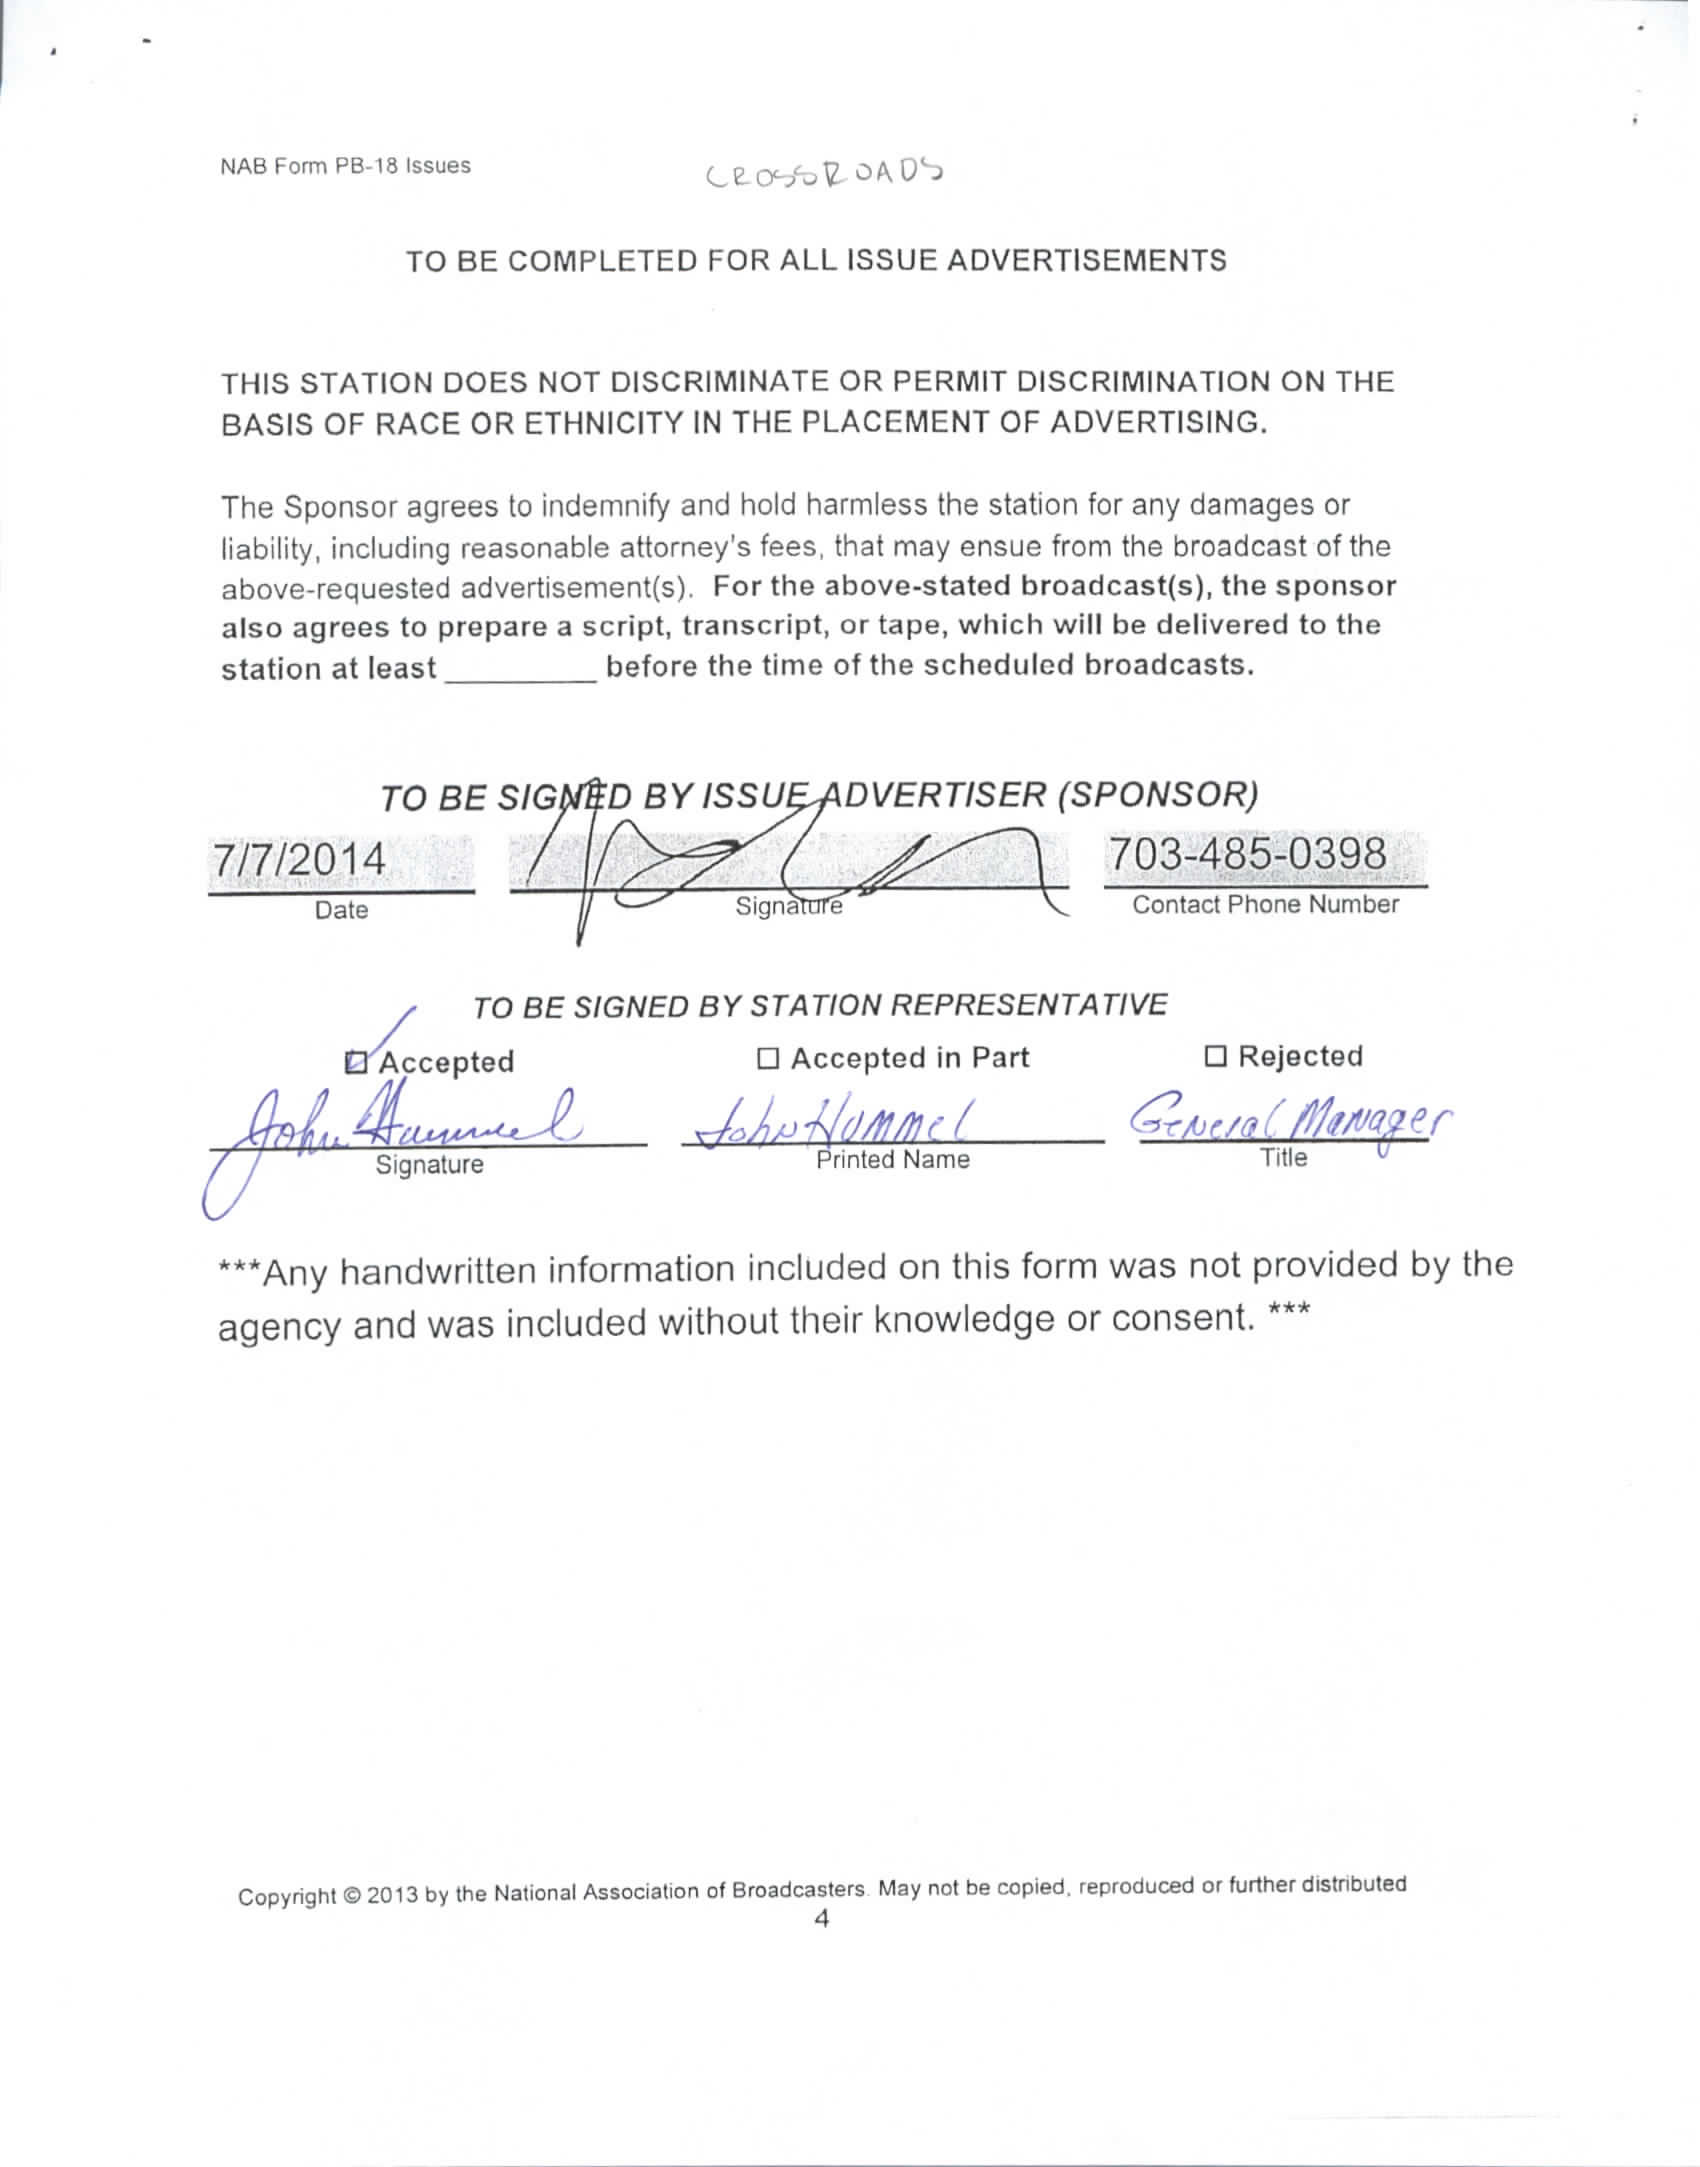 NAB Form PB-18 Issues
CROSSROADS
TO BE COMPLETED FOR ALL ISSUE ADVERTISEMENTS
THIS STATION DOES NOT DISCRIMINATE OR PERMIT DISCRIMINATION ON THE
BASIS OF RACE OR ETHNICITY IN THE PLACEMENT OF ADVERTISING.
The Sponsor agrees to indemnify and hold harmless the station for any damages or
liability, including reasonable attorney's fees, that may ensue from the broadcast of the
above-requested advertisement(s). For the above-stated broadcast(s), the sponsor
also agrees to prepare a script, transcript, or tape, which will be delivered to the
station at least ________ before the time of the scheduled broadcasts.
TO BE SIGNED BY ISSUE ADVERTISER (SPONSOR)
7/7/2014 703-485-0398
Date Signature Contact Phone Number
TO BE SIGNED BY STATION REPRESENTATIVE
☑ Accepted ☐ Accepted in Part ☐ Rejected
John Hummel John Hummel General Manager
Signature Printed Name Title
***Any handwritten information included on this form was not provided by the
agency and was included without their knowledge or consent. ***
Copyright © 2013 by the National Association of Broadcasters. May not be copied, reproduced or further distributed
4